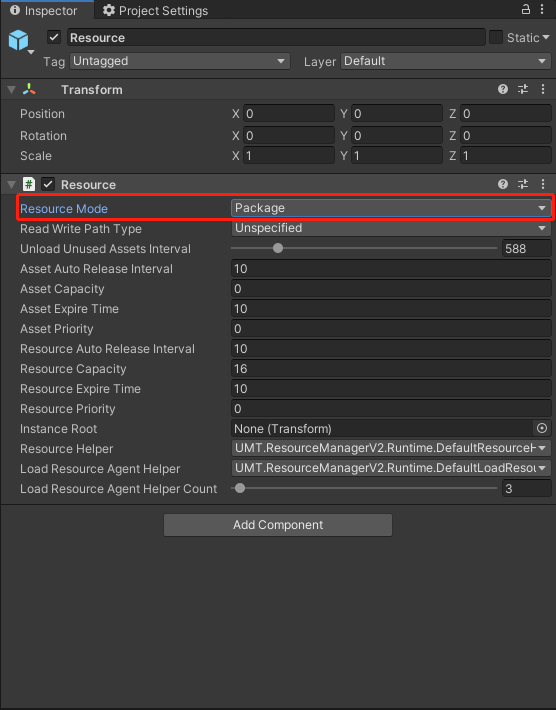 Inspector Project Settings
Resource Static
Tag Untagged Layer Default
Transform
Position X 0 Y 0 Z 0
Rotation X 0 Y 0 Z 0
Scale X 1 Y 1 Z 1
# Resource
Resource Mode Package
Read Write Path Type Unspecified
Unload Unused Assets Interval 588
Asset Auto Release Interval 10
Asset Capacity 0
Asset Expire Time 10
Asset Priority 0
Resource Auto Release Interval 10
Resource Capacity 16
Resource Expire Time 10
Resource Priority 0
Instance Root None (Transform)
Resource Helper UMT.ResourceManagerV2.Runtime.DefaultResourceH
Load Resource Agent Helper UMT.ResourceManagerV2.Runtime.DefaultLoadResou
Load Resource Agent Helper Count 3
Add Component